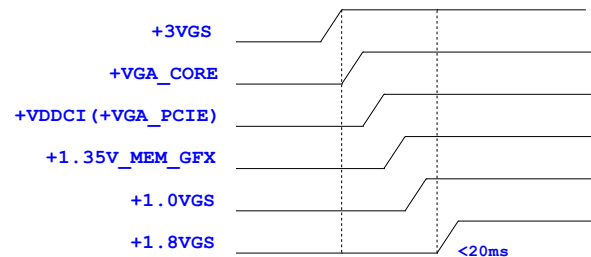 +3VGS
+VGA_CORE
+VDDCI(+VGA_PCIE)
+1.35V_MEM_GFX
+1.0VGS
+1.8VGS
<20ms